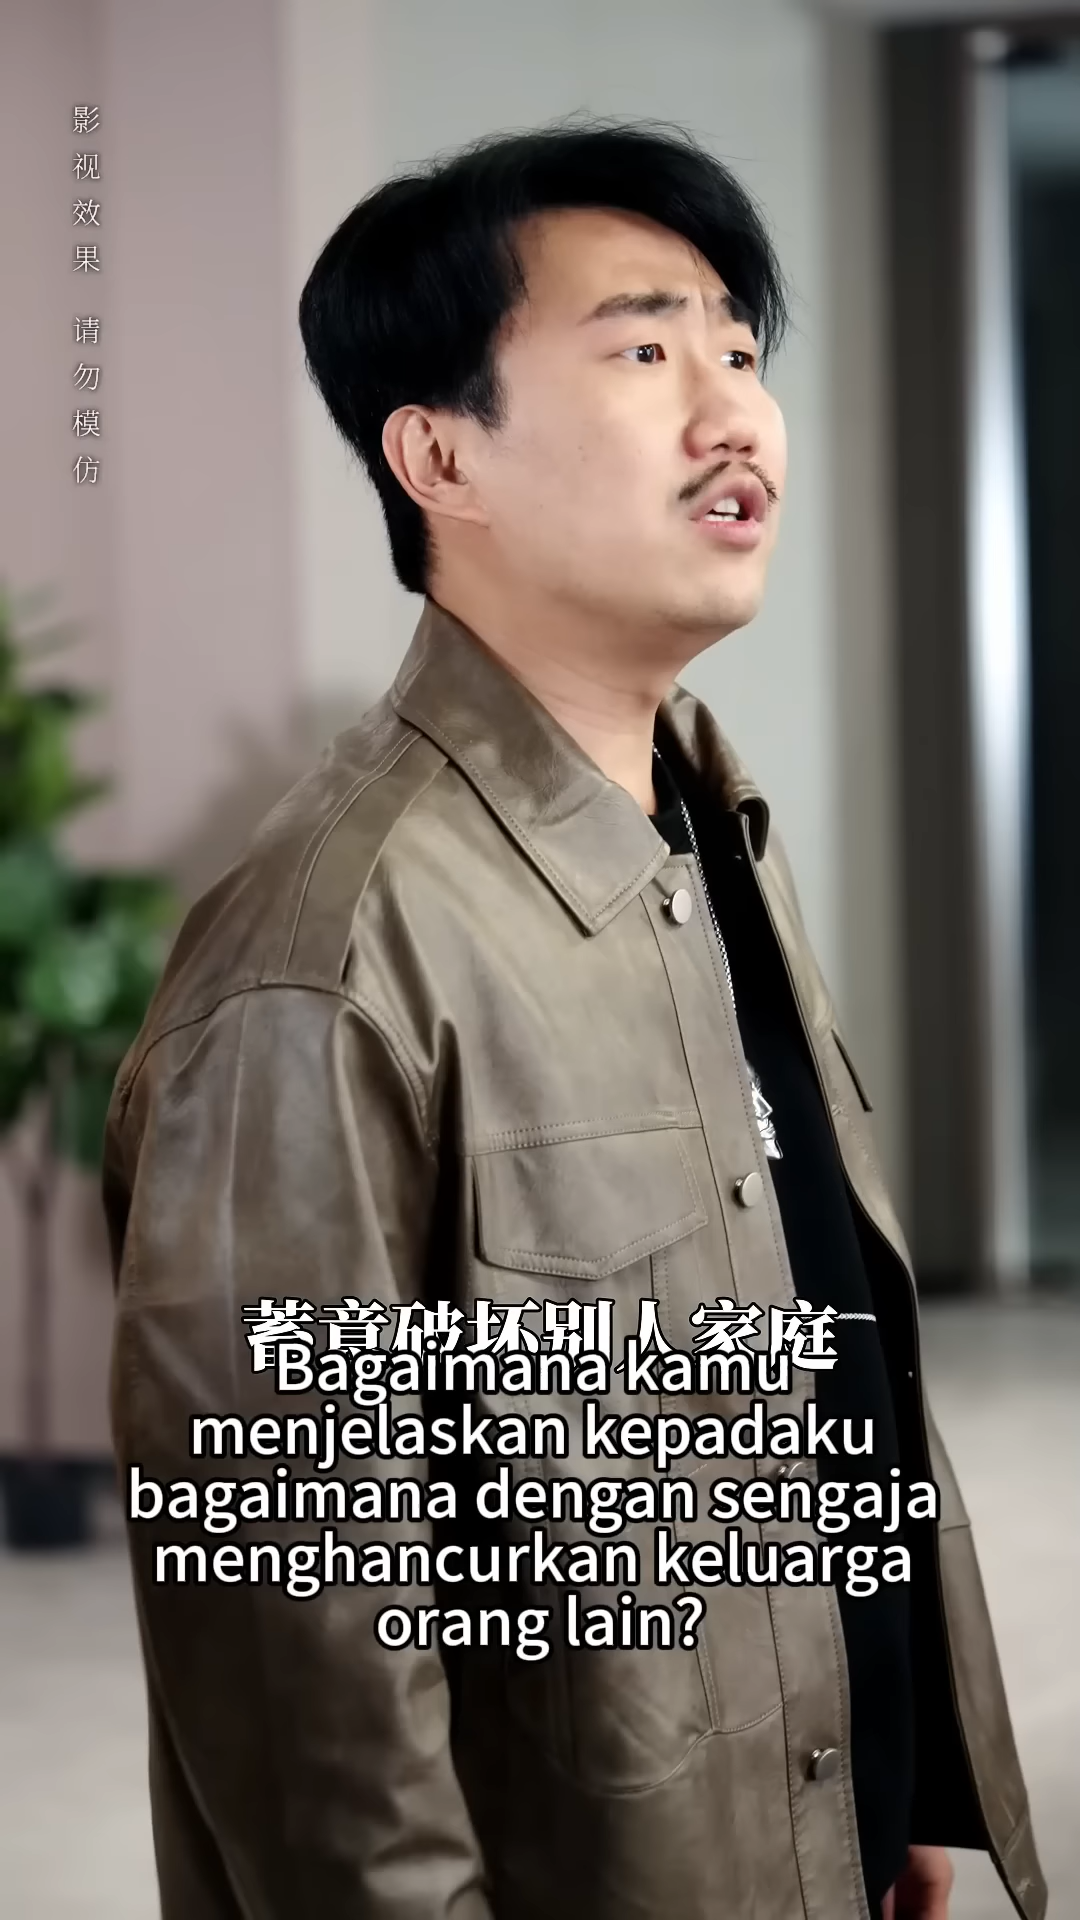 影视效果 请勿模仿
蓄意破坏别人家庭
Bagaimana kamu
menjelaskan kepadaku
bagaimana dengan sengaja
menghancurkan keluarga
orang lain?